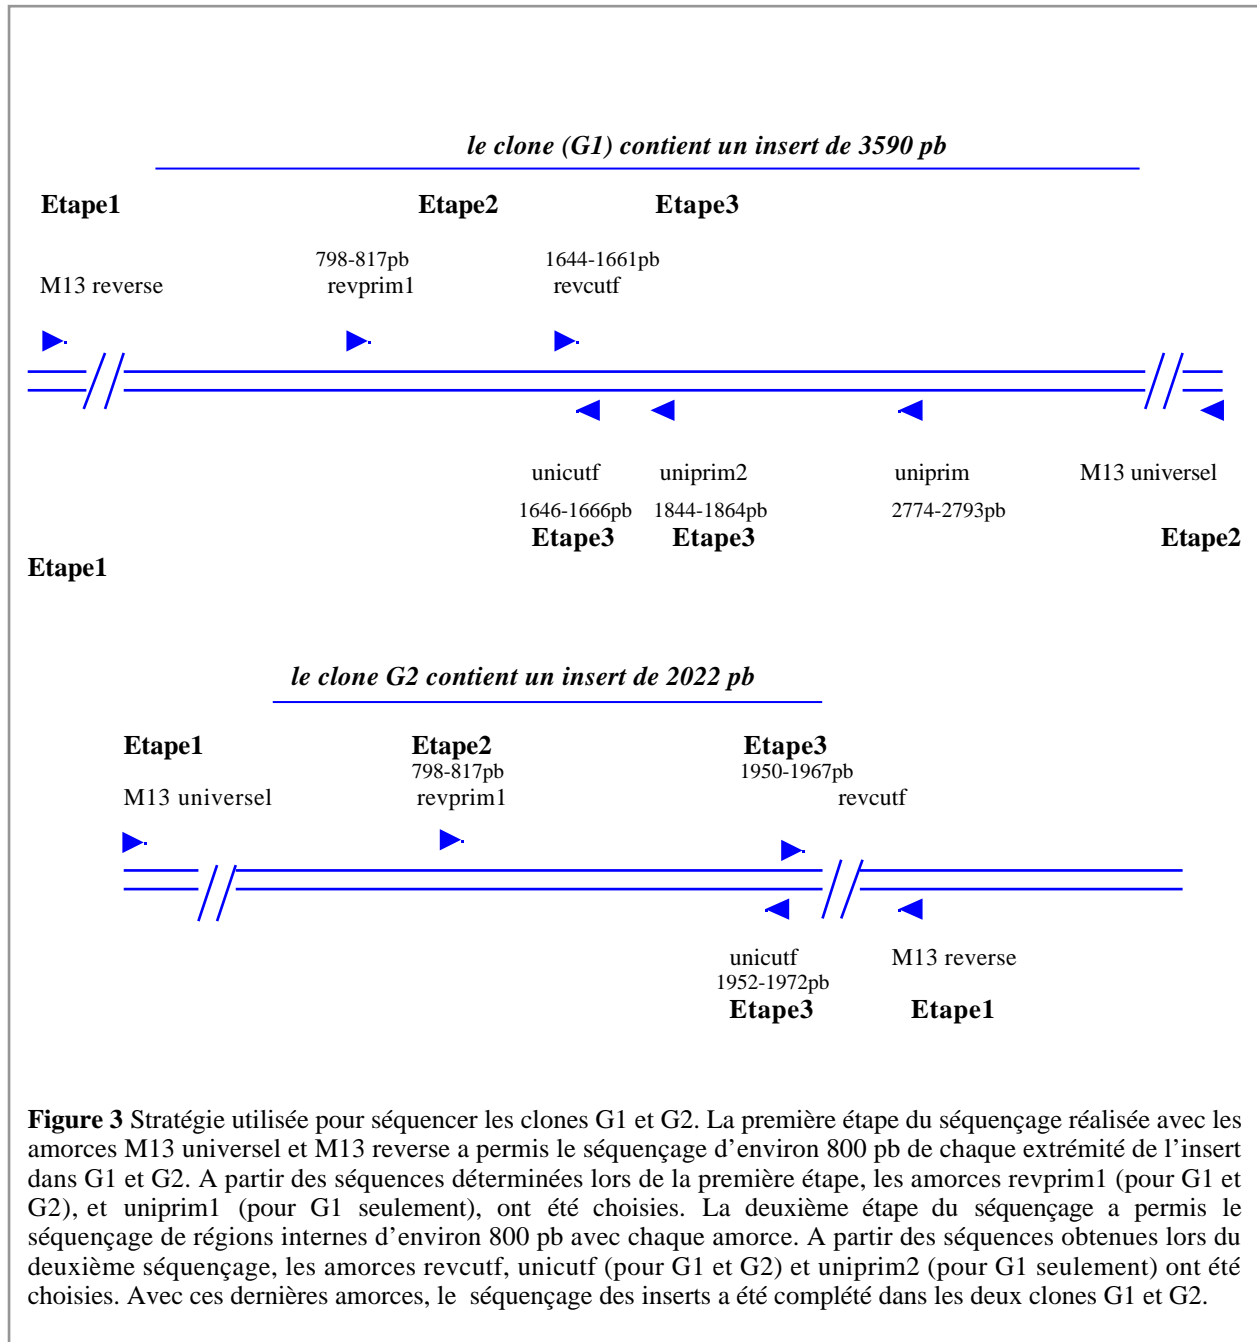 le clone (G1) contient un insert de 3590 pb
Etape1 Etape2 Etape3
798-817pb 1644-1661pb
M13 reverse revprim1 revcutf
unicutf uniprim2 uniprim M13 universel
1646-1666pb 1844-1864pb 2774-2793pb
Etape3 Etape3 Etape2
Etape1
le clone G2 contient un insert de 2022 pb
Etape1 Etape2 Etape3
798-817pb 1950-1967pb
M13 universel revprim1 revcutf
unicutf M13 reverse
1952-1972pb
Etape3 Etape1
Figure 3 Stratégie utilisée pour séquencer les clones G1 et G2. La première étape du séquençage réalisée avec les
amorces M13 universel et M13 reverse a permis le séquençage d'environ 800 pb de chaque extrémité de l'insert
dans G1 et G2. A partir des séquences déterminées lors de la première étape, les amorces revprim1 (pour G1 et
G2), et uniprim1 (pour G1 seulement), ont été choisies. La deuxième étape du séquençage a permis le
séquençage de régions internes d'environ 800 pb avec chaque amorce. A partir des séquences obtenues lors du
deuxième séquençage, les amorces revcutf, unicutf (pour G1 et G2) et uniprim2 (pour G1 seulement) ont été
choisies. Avec ces dernières amorces, le séquençage des inserts a été complété dans les deux clones G1 et G2.